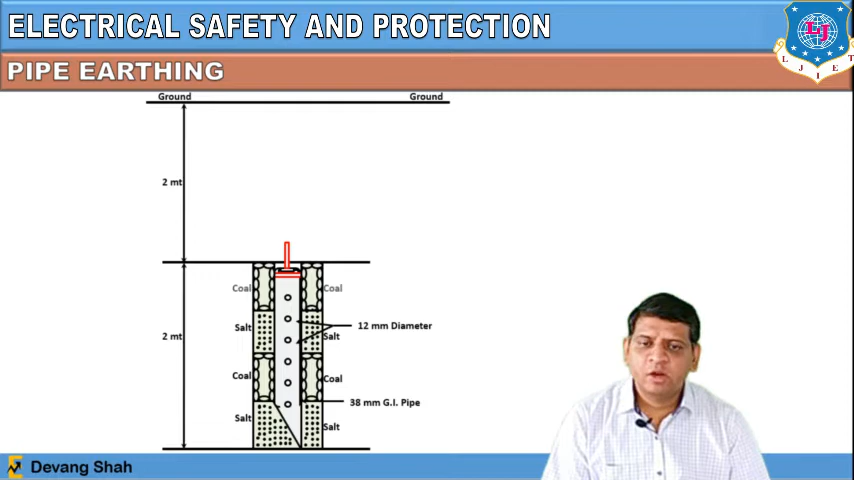 ELECTRICAL SAFETY AND PROTECTION
LJ
L J I E T
PIPE EARTHING
Ground Ground
2 mt
Coal Coal
Salt 12 mm Diameter
Salt
2 mt
Coal Coal
38 mm G.I. Pipe
Salt Salt
Devang Shah